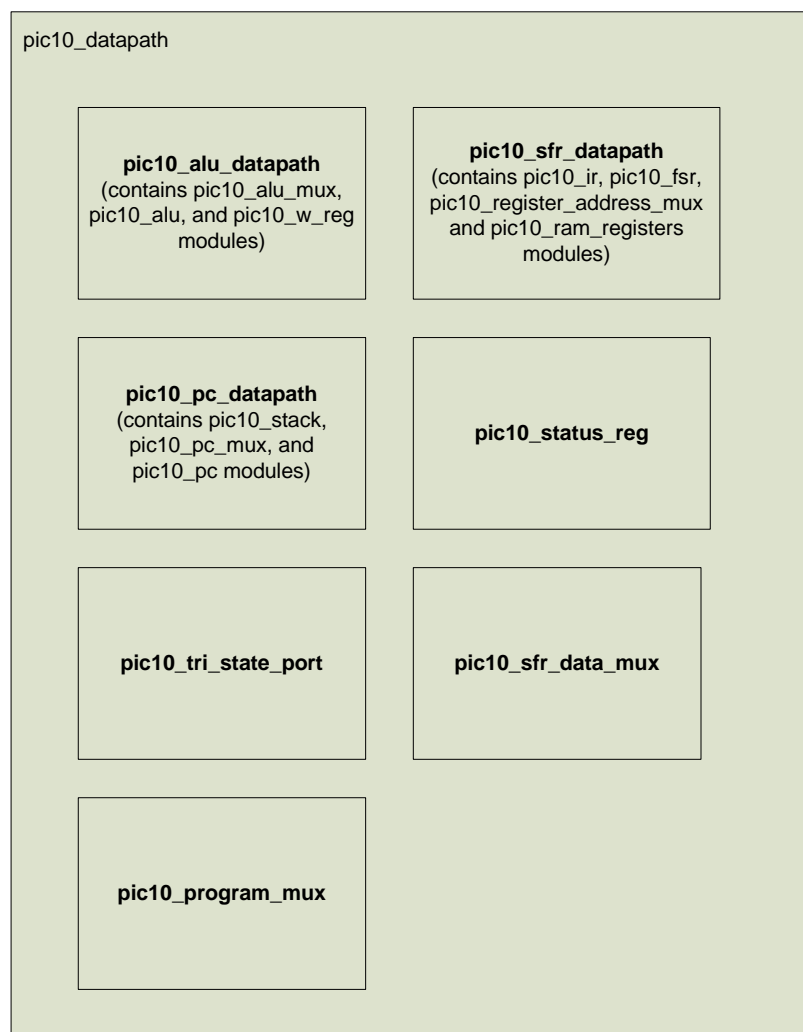 pic10_datapath
pic10_alu_datapath
(contains pic10_alu_mux,
pic10_alu, and pic10_w_reg
modules)
pic10_sfr_datapath
(contains pic10_ir, pic10_fsr,
pic10_register_address_mux
and pic10_ram_registers
modules)
pic10_pc_datapath
(contains pic10_stack,
pic10_pc_mux, and
pic10_pc modules)
pic10_status_reg
pic10_tri_state_port
pic10_sfr_data_mux
pic10_program_mux